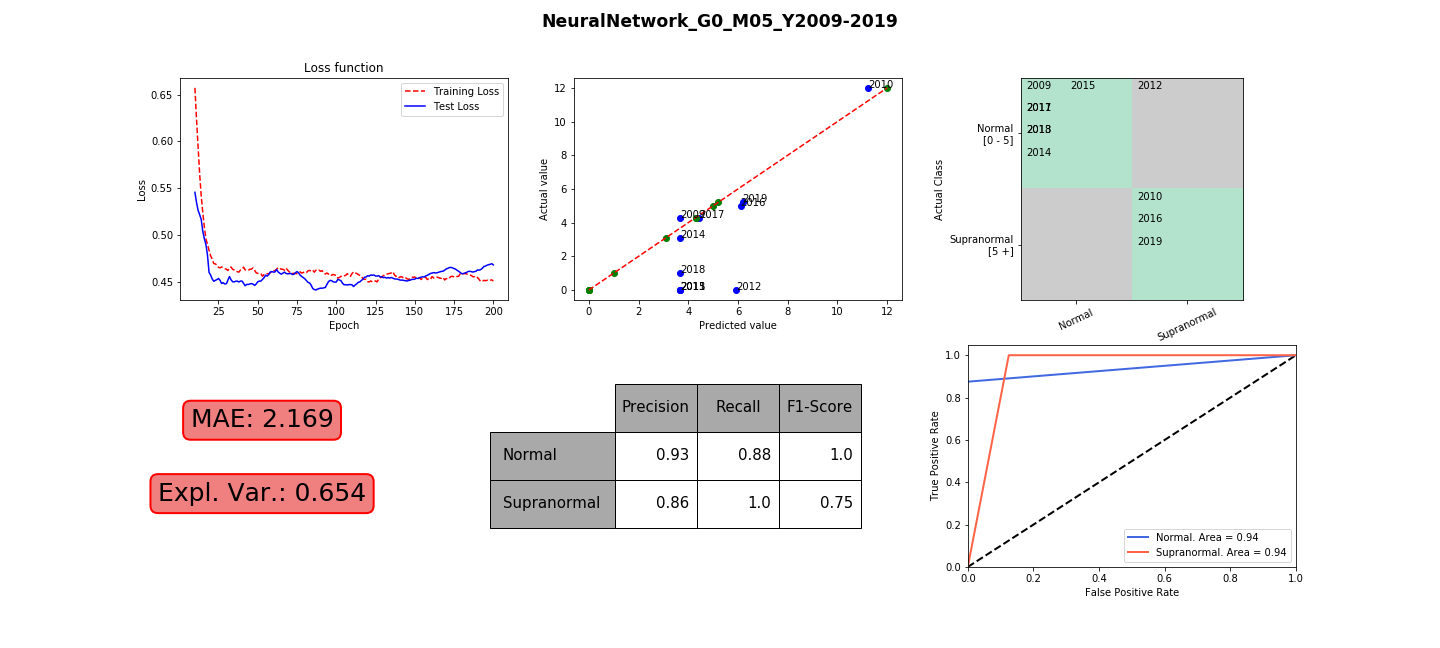 NeuralNetwork_G0_M05_Y2009-2019
Loss function
Training Loss
Test Loss
0.65
0.60
0.55
0.50
0.45
Loss
25 50 75 100 125 150 175 200
Epoch
12
10
8
6
4
2
0
Actual value
2010
2019
2016
2009
2017
2014
2018
2012
0 2 4 6 8 10 12
Predicted value
Actual Class
Normal
[0 - 5]
Supranormal
[5 +]
2009 2015 2012
2014
2010
2016
2019
Normal
Supranormal
MAE: 2.169
Expl. Var.: 0.654
Precision Recall F1-Score
Normal 0.93 0.88 1.0
Supranormal 0.86 1.0 0.75
1.0
0.8
0.6
0.4
0.2
0.0
True Positive Rate
Normal. Area = 0.94
Supranormal. Area = 0.94
0.0 0.2 0.4 0.6 0.8 1.0
False Positive Rate